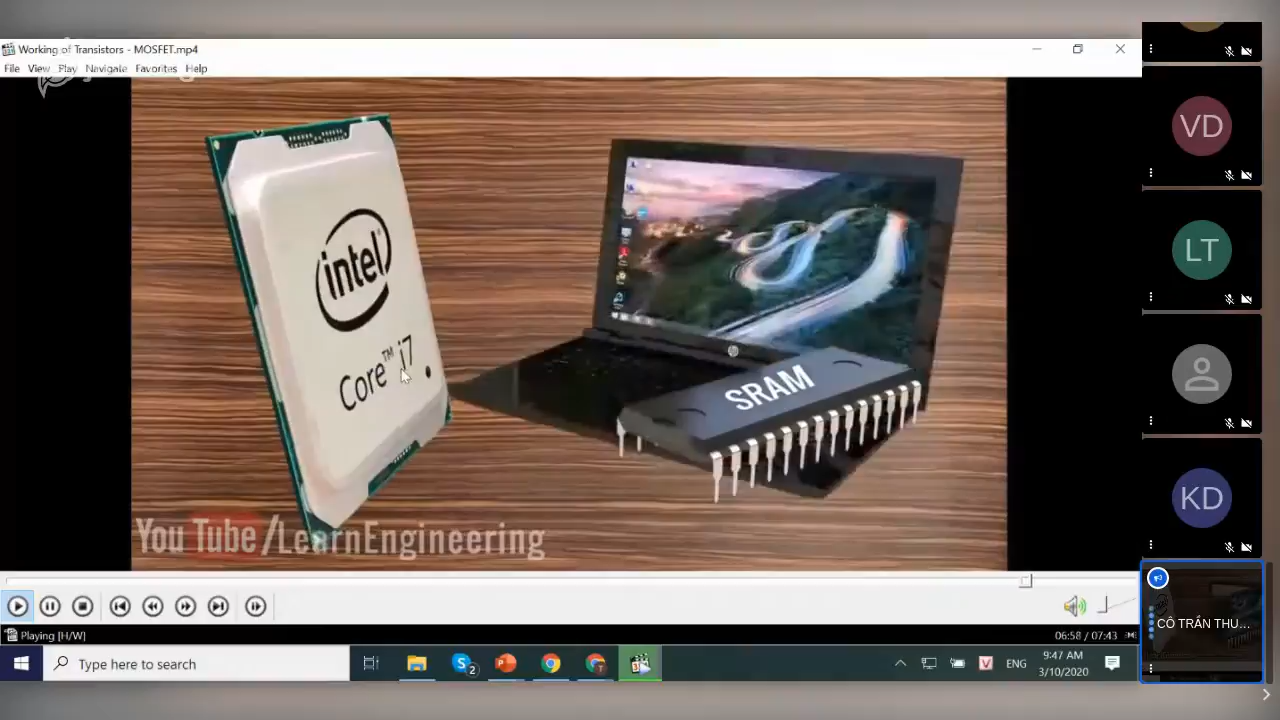 Working of Transistors - MOSFET.mp4
File View Play Navigate Favorites Help
intel
Core™ i7
hp
SRAM
YouTube/LearnEngineering
Playing [H/W]
06:58 / 07:43
Type here to search
2
V
ENG
9:47 AM
3/10/2020
VD
LT
KD
CÔ TRẦN THU...